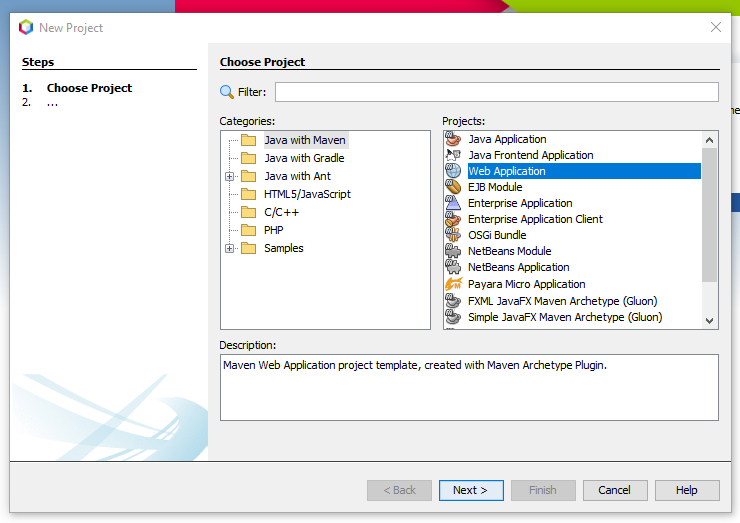 New Project
Steps
1. Choose Project
2. ...
Choose Project
Filter:
Categories:
Java with Maven
Java with Gradle
Java with Ant
HTML5/JavaScript
C/C++
PHP
Samples
Projects:
Java Application
Java Frontend Application
Web Application
EJB Module
Enterprise Application
Enterprise Application Client
OSGi Bundle
NetBeans Module
NetBeans Application
Payara Micro Application
FXML JavaFX Maven Archetype (Gluon)
Simple JavaFX Maven Archetype (Gluon)
Description:
Maven Web Application project template, created with Maven Archetype Plugin.
< Back
Next >
Finish
Cancel
Help